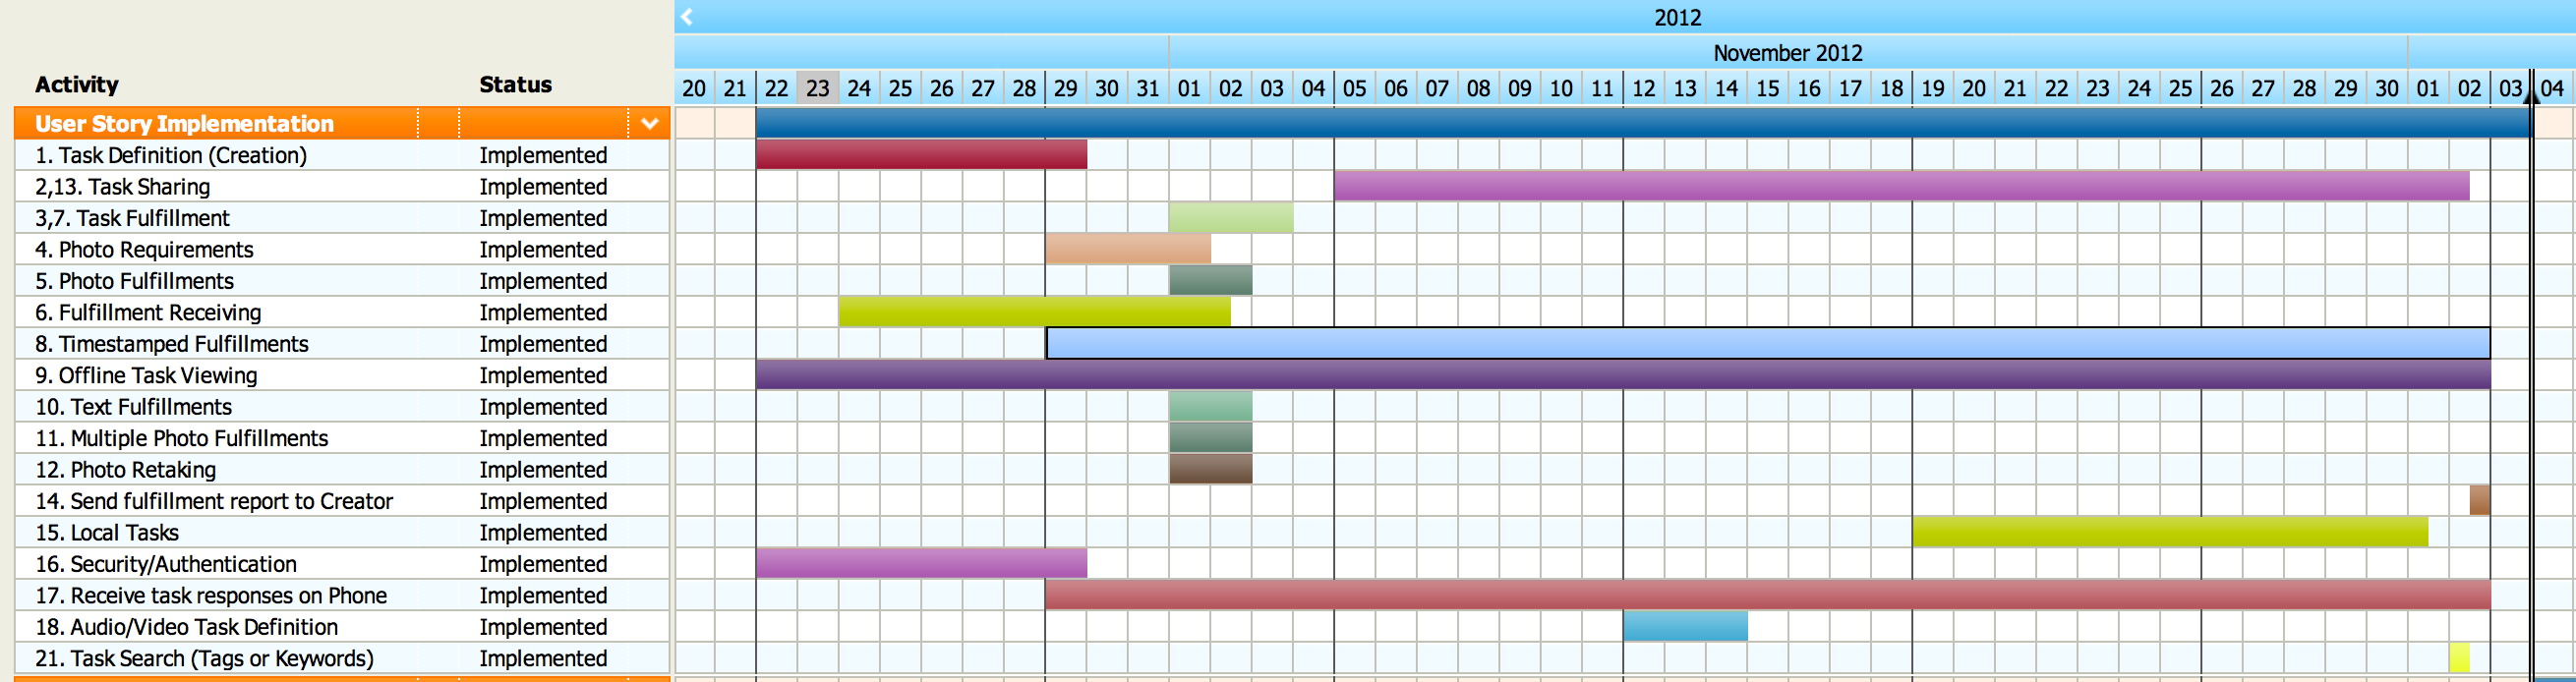 2012
November 2012
Activity Status 20 21 22 23 24 25 26 27 28 29 30 31 01 02 03 04 05 06 07 08 09 10 11 12 13 14 15 16 17 18 19 20 21 22 23 24 25 26 27 28 29 30 01 02 03 04
User Story Implementation
1. Task Definition (Creation) Implemented
2,13. Task Sharing Implemented
3,7. Task Fulfillment Implemented
4. Photo Requirements Implemented
5. Photo Fulfillments Implemented
6. Fulfillment Receiving Implemented
8. Timestamped Fulfillments Implemented
9. Offline Task Viewing Implemented
10. Text Fulfillments Implemented
11. Multiple Photo Fulfillments Implemented
12. Photo Retaking Implemented
14. Send fulfillment report to Creator Implemented
15. Local Tasks Implemented
16. Security/Authentication Implemented
17. Receive task responses on Phone Implemented
18. Audio/Video Task Definition Implemented
21. Task Search (Tags or Keywords) Implemented